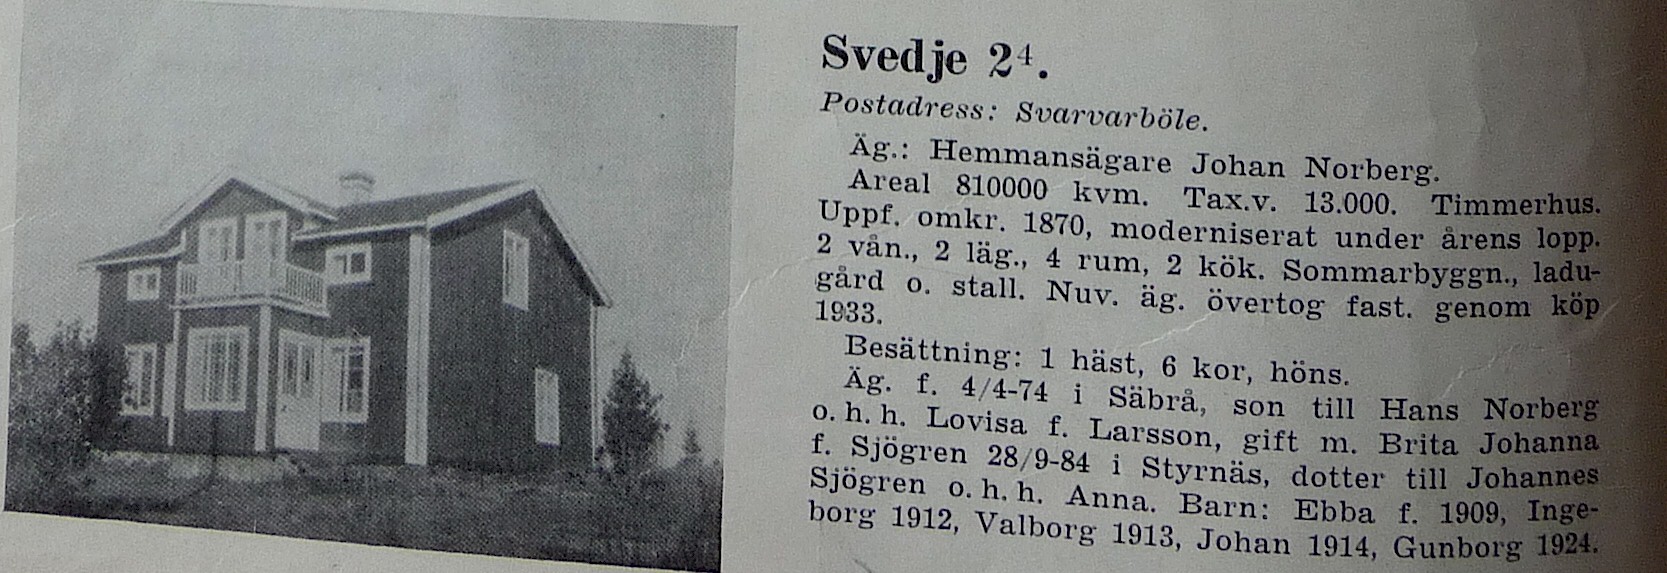 Svedje 2⁴.
Postadress: Svarvarböle.
Äg.: Hemmansägare Johan Norberg.
Areal 810000 kvm. Tax.v. 13.000. Timmerhus.
Uppf. omkr. 1870, moderniserat under årens lopp.
2 vån., 2 läg., 4 rum, 2 kök. Sommarbyggn., ladu-
gård o. stall. Nuv. äg. övertog fast. genom köp
1933.
Besättning: 1 häst, 6 kor, höns.
Äg. f. 4/4-74 i Säbrå, son till Hans Norberg
o. h. h. Lovisa f. Larsson, gift m. Brita Johanna
f. Sjögren 28/9-84 i Styrnäs, dotter till Johannes
Sjögren o. h. h. Anna. Barn: Ebba f. 1909, Inge-
borg 1912, Valborg 1913, Johan 1914, Gunborg 1924.